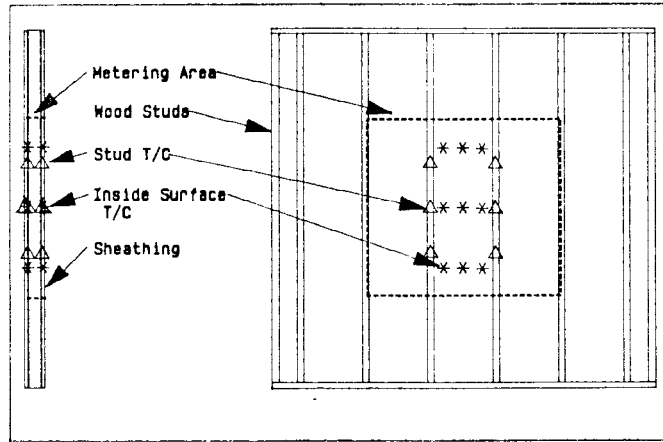 Metering Area
Wood Studs
Stud T/C
Inside Surface
T/C
Sheathing